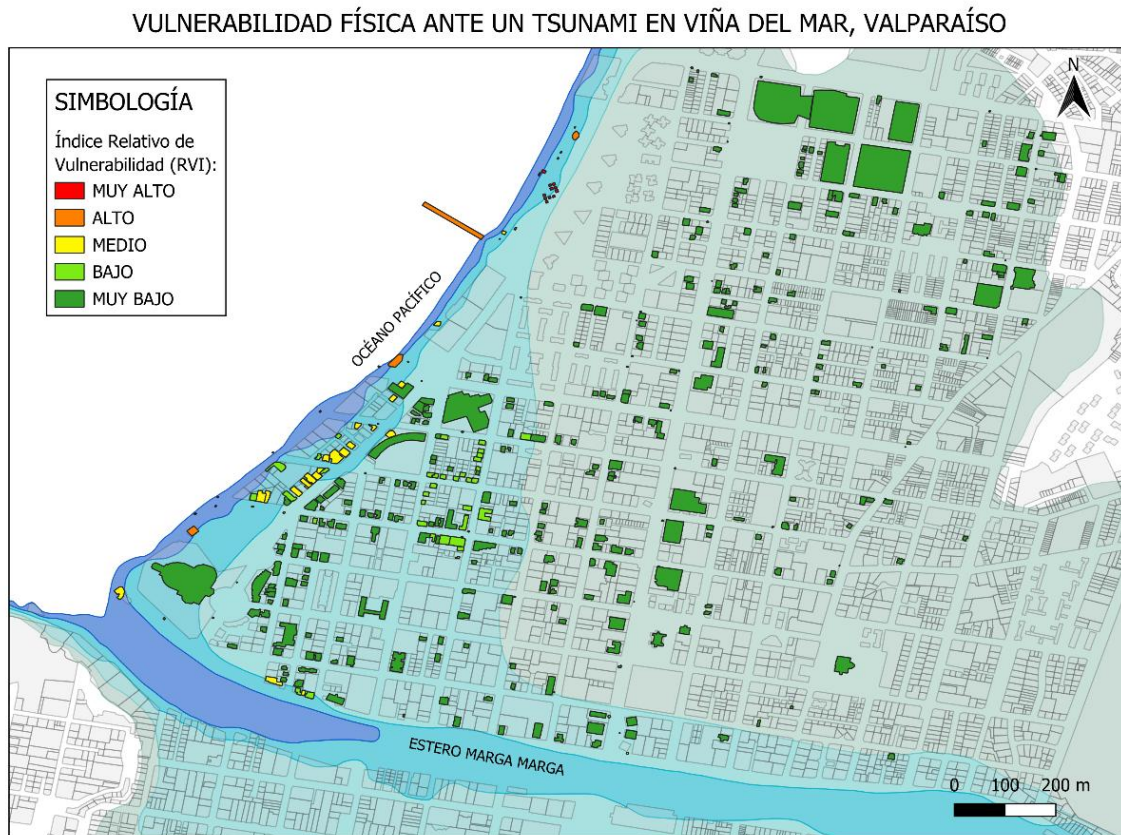 VULNERABILIDAD FÍSICA ANTE UN TSUNAMI EN VIÑA DEL MAR, VALPARAÍSO
SIMBOLOGÍA
Índice Relativo de
Vulnerabilidad (RVI):
MUY ALTO
ALTO
MEDIO
BAJO
MUY BAJO
N
OCÉANO PACÍFICO
ESTERO MARGA MARGA
0 100 200 m